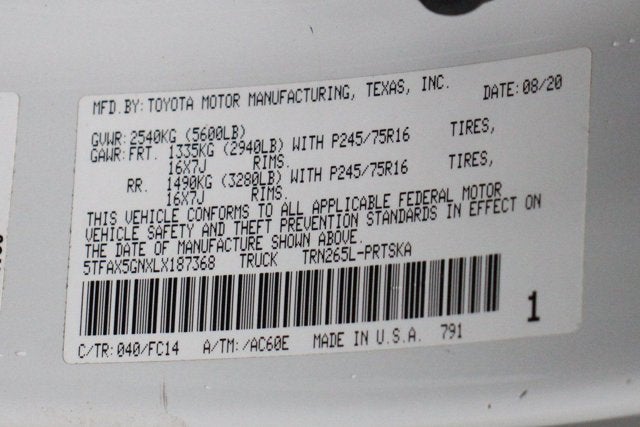 MFD.BY:TOYOTA MOTOR MANUFACTURING, TEXAS, INC. DATE:08/20
GVWR:2540KG (5600LB)
GAWR:FRT. 1335KG (2940LB) WITH P245/75R16 TIRES,
16X7J RIMS.
RR. 1490KG (3280LB) WITH P245/75R16 TIRES,
16X7J RIMS.
THIS VEHICLE CONFORMS TO ALL APPLICABLE FEDERAL MOTOR
VEHICLE SAFETY AND THEFT PREVENTION STANDARDS IN EFFECT ON
THE DATE OF MANUFACTURE SHOWN ABOVE.
5TFAX5GNXLX187368 TRUCK TRN265L-PRTSKA
1
C/TR:040/FC14 A/TM:/AC60E MADE IN U.S.A. 791